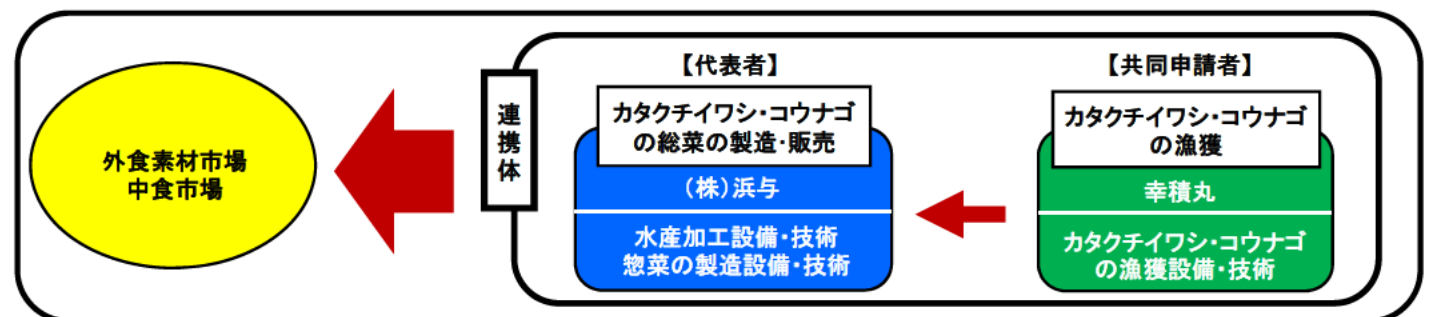 外食素材市場
中食市場
連携体
【代表者】
カタクチイワシ・コウナゴ
の総菜の製造・販売
(株)浜与
水産加工設備・技術
惣菜の製造設備・技術
【共同申請者】
カタクチイワシ・コウナゴ
の漁獲
幸積丸
カタクチイワシ・コウナゴ
の漁獲設備・技術